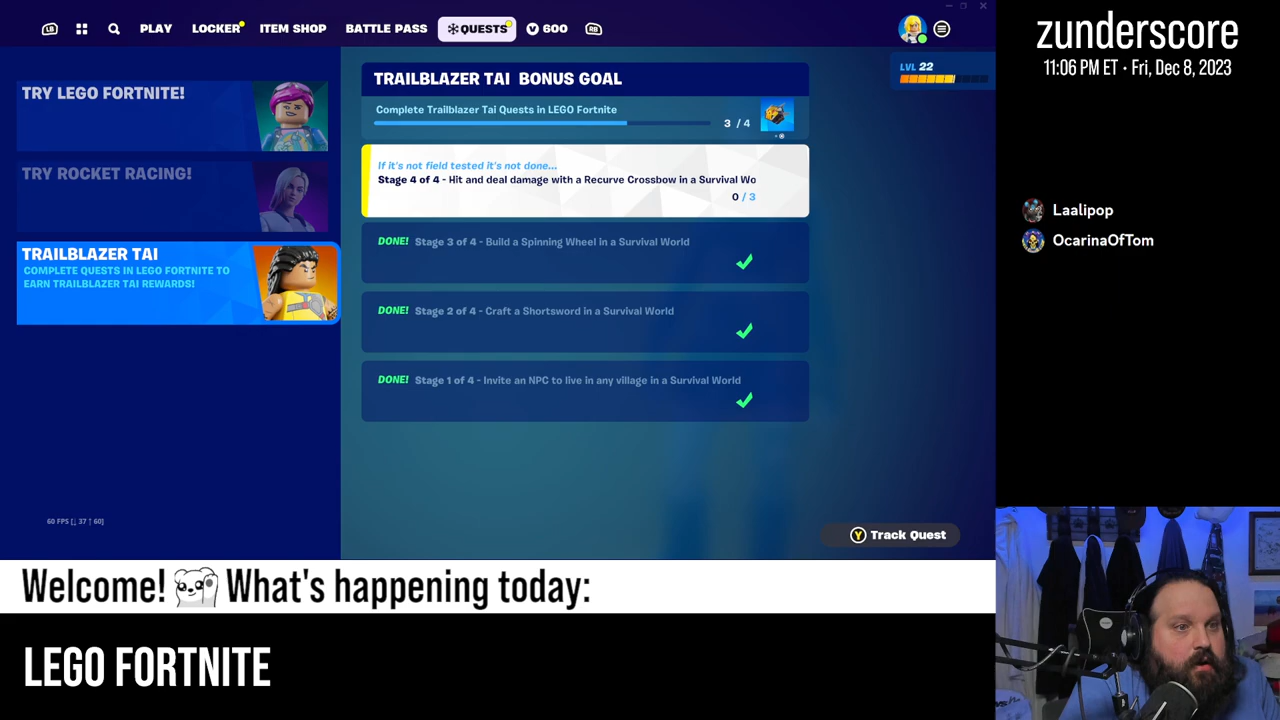 LB
PLAY
LOCKER
ITEM SHOP
BATTLE PASS
QUESTS
V 600
RB
zunderscore
11:06 PM ET · Fri, Dec 8, 2023
LVL 22
TRY LEGO FORTNITE!
TRY ROCKET RACING!
TRAILBLAZER TAI
COMPLETE QUESTS IN LEGO FORTNITE TO
EARN TRAILBLAZER TAI REWARDS!
TRAILBLAZER TAI BONUS GOAL
Complete Trailblazer Tai Quests in LEGO Fortnite
3 / 4
If it's not field tested it's not done...
Stage 4 of 4 - Hit and deal damage with a Recurve Crossbow in a Survival Wo
0 / 3
DONE! Stage 3 of 4 - Build a Spinning Wheel in a Survival World
DONE! Stage 2 of 4 - Craft a Shortsword in a Survival World
DONE! Stage 1 of 4 - Invite an NPC to live in any village in a Survival World
Laalipop
OcarinaOfTom
60 FPS [↓ 37 ↑ 60]
Y Track Quest
Welcome! What's happening today:
LEGO FORTNITE